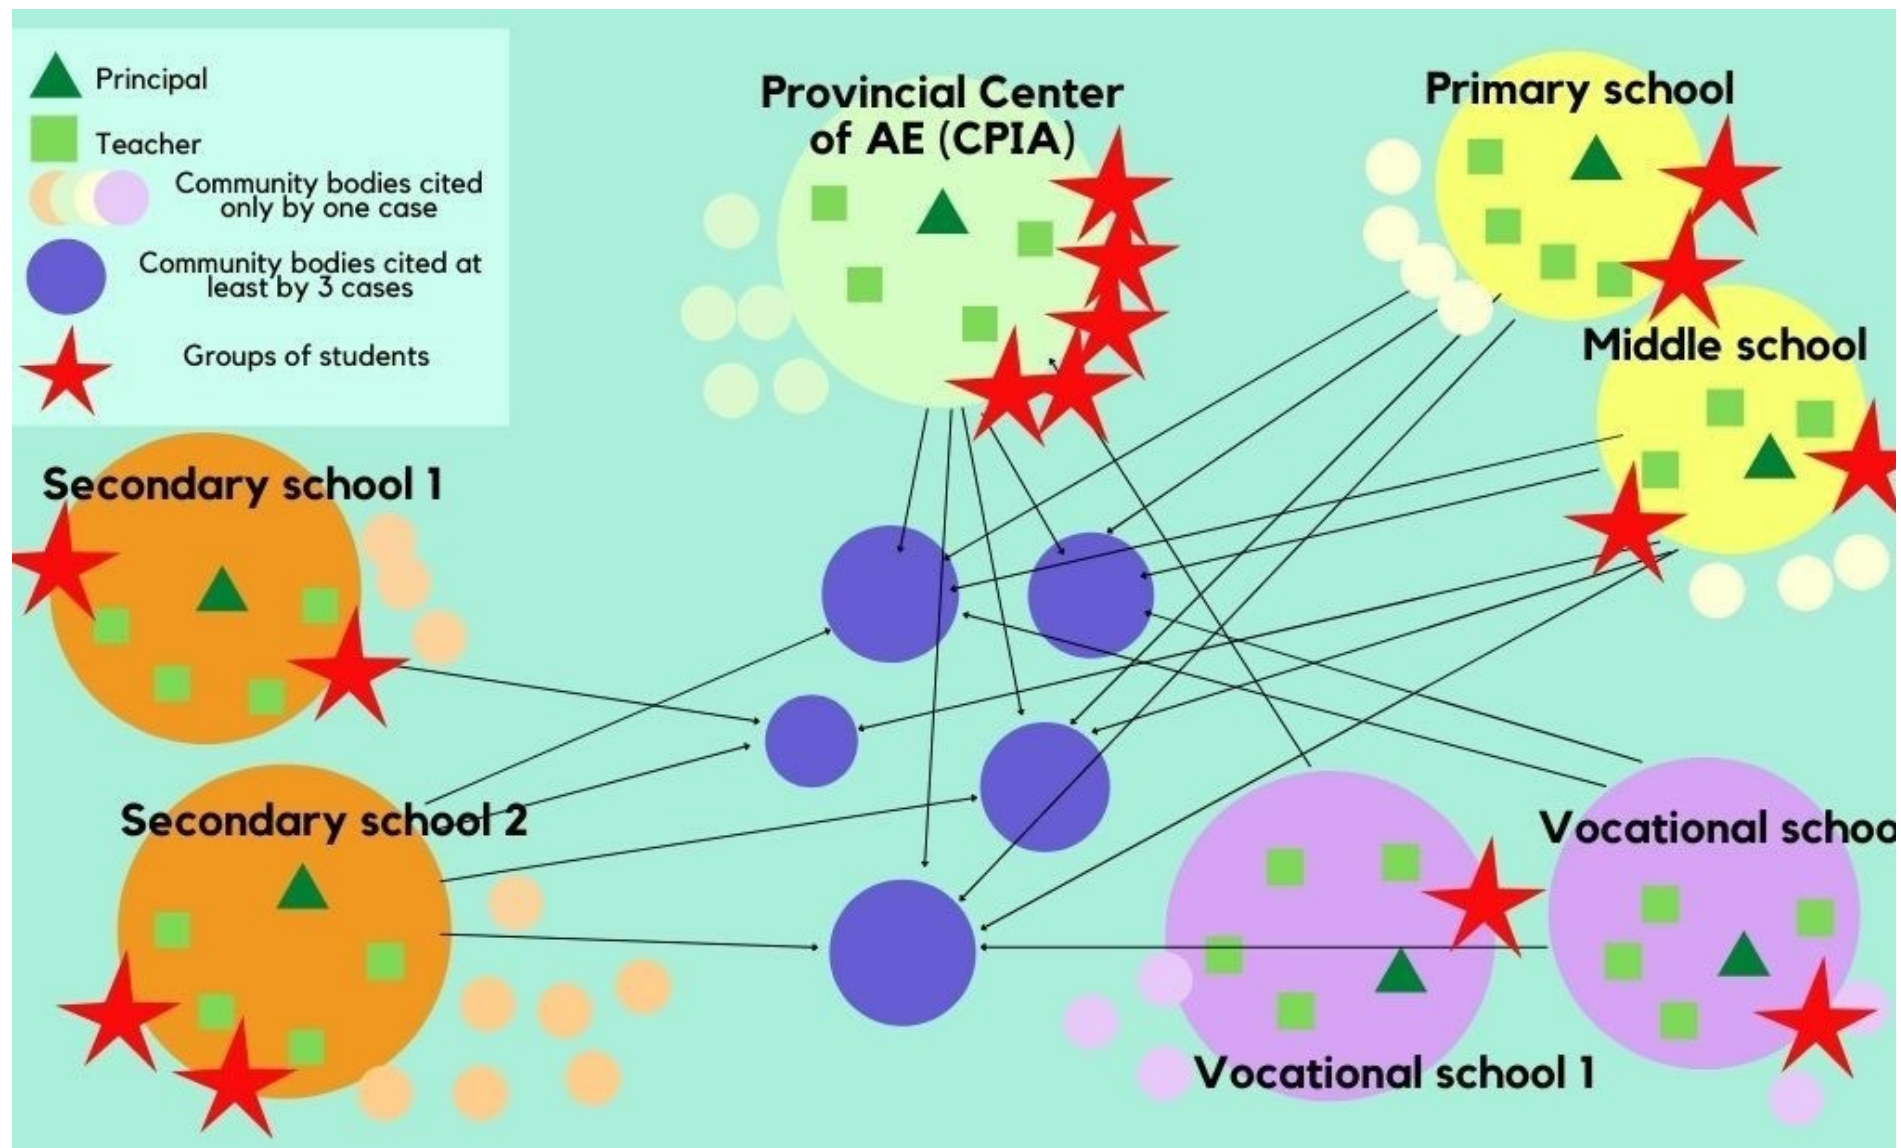 Principal
Teacher
Community bodies cited
only by one case
Community bodies cited at
least by 3 cases
Groups of students
Provincial Center
of AE (CPIA)
Primary school
Middle school
Secondary school 1
Secondary school 2
Vocational school 1
Vocational schoo